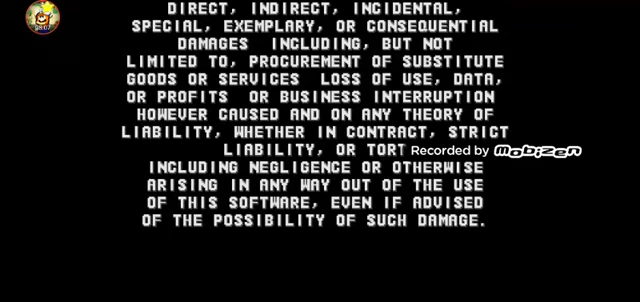 DIRECT, INDIRECT, INCIDENTAL,
SPECIAL, EXEMPLARY, OR CONSEQUENTIAL
DAMAGES INCLUDING, BUT NOT
LIMITED TO, PROCUREMENT OF SUBSTITUTE
GOODS OR SERVICES LOSS OF USE, DATA,
OR PROFITS OR BUSINESS INTERRUPTION
HOWEVER CAUSED AND ON ANY THEORY OF
LIABILITY, WHETHER IN CONTRACT, STRICT
LIABILITY, OR TORT Recorded by Mobizen
INCLUDING NEGLIGENCE OR OTHERWISE
ARISING IN ANY WAY OUT OF THE USE
OF THIS SOFTWARE, EVEN IF ADVISED
OF THE POSSIBILITY OF SUCH DAMAGE.